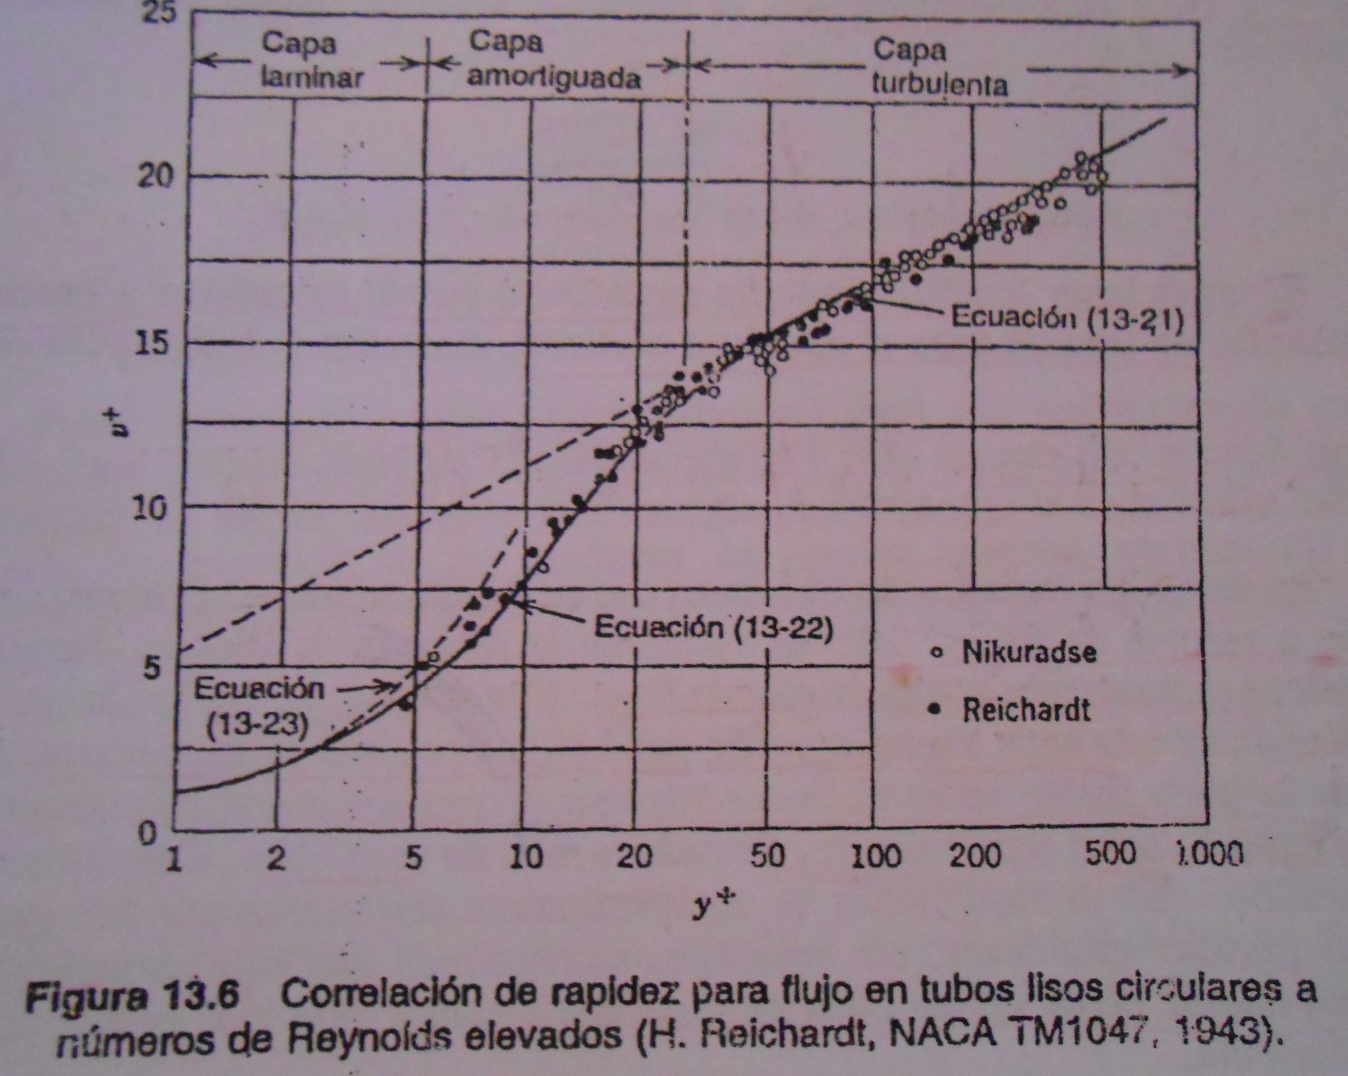 25
Capa
laminar
Capa
amortiguada
Capa
turbulenta
20
15
10
5
0
v⁺
Ecuación (13-21)
Ecuación (13-22)
Ecuación
(13-23)
Nikuradse
Reichardt
1 2 5 10 20 50 100 200 500 1000
y⁺
Figura 13.6 Correlación de rapidez para flujo en tubos lisos circulares a
números de Reynolds elevados (H. Reichardt, NACA TM1047, 1943).